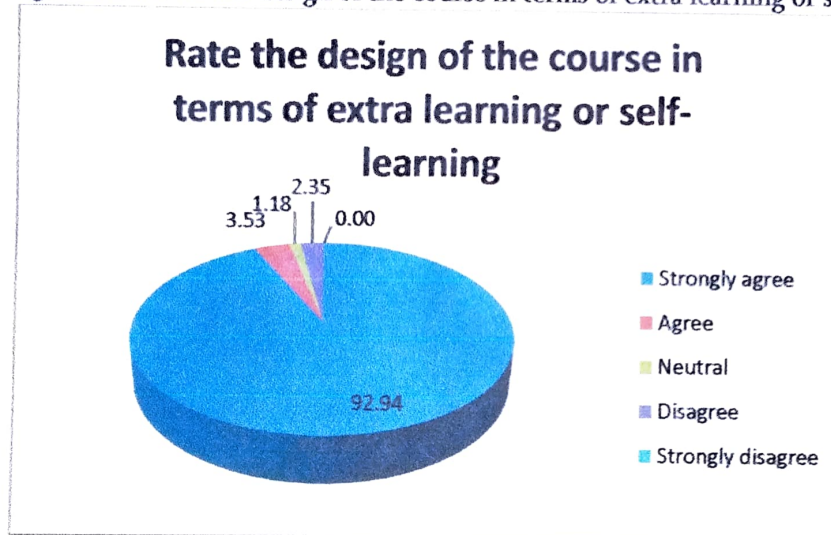 Rate the design of the course in
terms of extra learning or self-
learning
2.35
1.18
3.53
0.00
92.94
Strongly agree
Agree
Neutral
Disagree
Strongly disagree